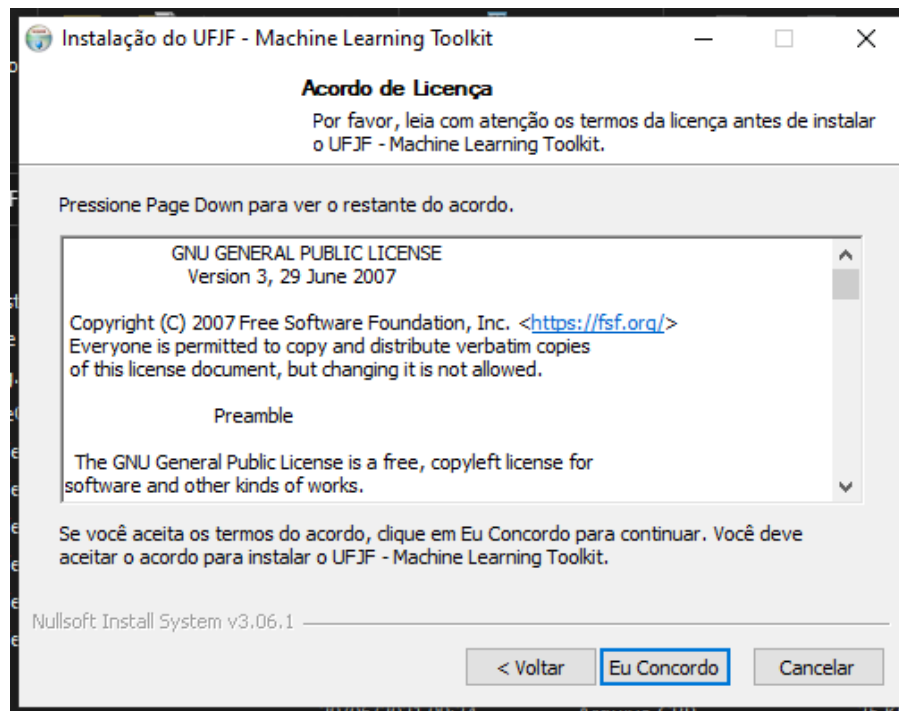 Instalação do UFJF - Machine Learning Toolkit
Acordo de Licença
Por favor, leia com atenção os termos da licença antes de instalar
o UFJF - Machine Learning Toolkit.
Pressione Page Down para ver o restante do acordo.
GNU GENERAL PUBLIC LICENSE
Version 3, 29 June 2007
Copyright (C) 2007 Free Software Foundation, Inc. <https://fsf.org/>
Everyone is permitted to copy and distribute verbatim copies
of this license document, but changing it is not allowed.
Preamble
The GNU General Public License is a free, copyleft license for
software and other kinds of works.
Se você aceita os termos do acordo, clique em Eu Concordo para continuar. Você deve
aceitar o acordo para instalar o UFJF - Machine Learning Toolkit.
Nullsoft Install System v3.06.1
< Voltar
Eu Concordo
Cancelar